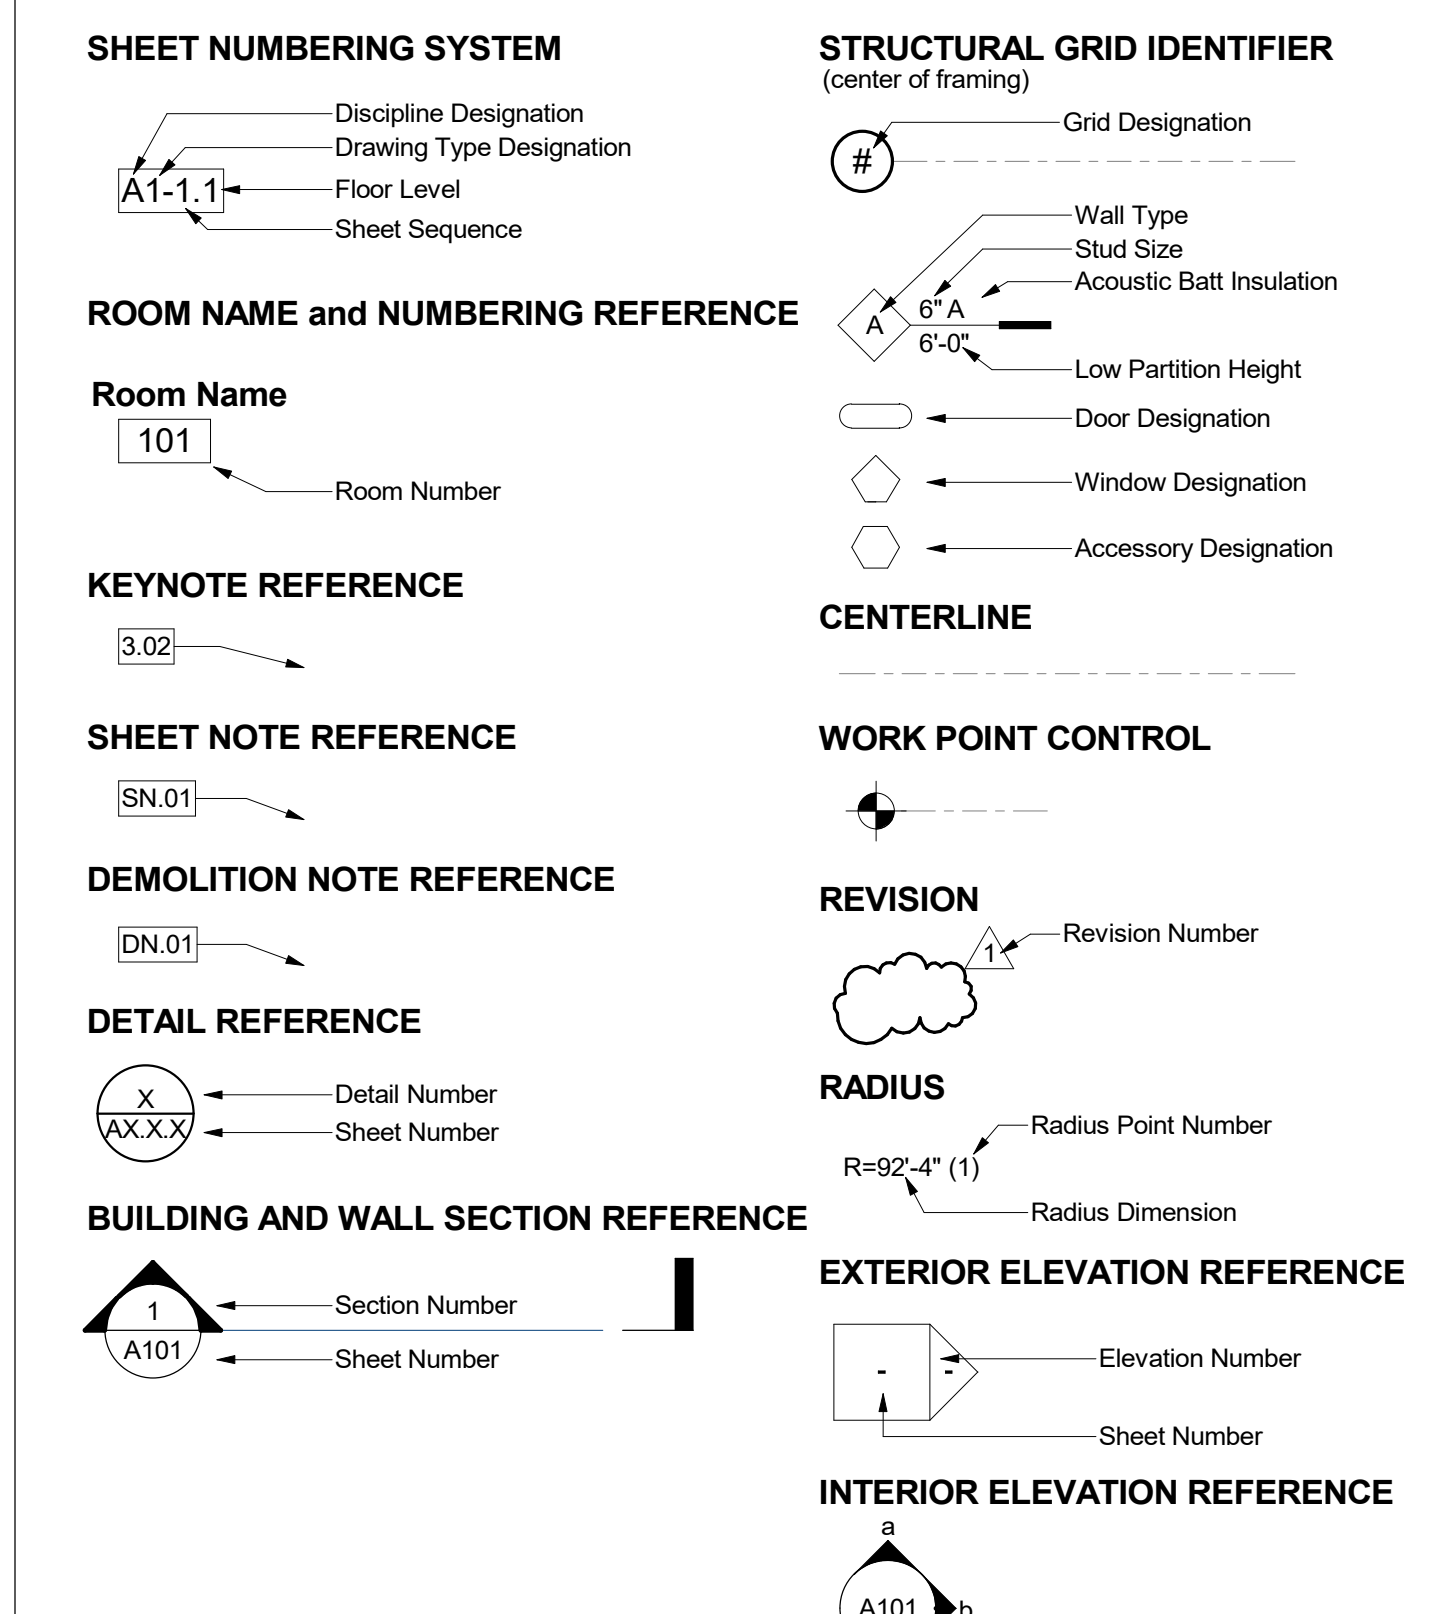 SHEET NUMBERING SYSTEM
Discipline Designation
Drawing Type Designation
A1-1.1
Floor Level
Sheet Sequence
ROOM NAME and NUMBERING REFERENCE
Room Name
101
Room Number
KEYNOTE REFERENCE
3.02
SHEET NOTE REFERENCE
SN.01
DEMOLITION NOTE REFERENCE
DN.01
DETAIL REFERENCE
X
Detail Number
AX.X.X
Sheet Number
BUILDING AND WALL SECTION REFERENCE
1
Section Number
A101
Sheet Number
STRUCTURAL GRID IDENTIFIER
(center of framing)
Grid Designation
#
Wall Type
Stud Size
Acoustic Batt Insulation
6" A
A
6'-0"
Low Partition Height
Door Designation
Window Designation
Accessory Designation
CENTERLINE
WORK POINT CONTROL
REVISION
Revision Number
1
RADIUS
Radius Point Number
R=92'-4" (1)
Radius Dimension
EXTERIOR ELEVATION REFERENCE
Elevation Number
- -
Sheet Number
INTERIOR ELEVATION REFERENCE
a
A101 b